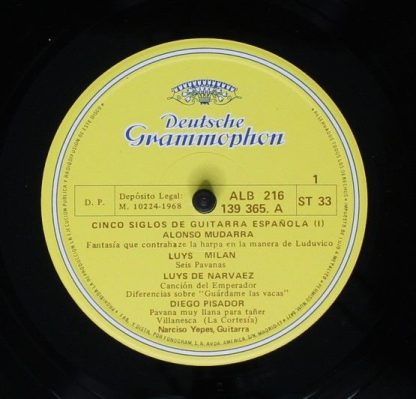 Deutsche
Grammophon
1
D. P.
Depósito Legal:
M. 10224-1968
ALB 216
139 365. A
ST 33
CINCO SIGLOS DE GUITARRA ESPAÑOLA (I)
ALONSO MUDARRA
Fantasía que contrahaze la harpa en la manera de Luduvico
LUYS MILAN
Seis Pavanas
LUYS DE NARVAEZ
Canción del Emperador
Diferencias sobre "Guárdame las vacas"
DIEGO PISADOR
Pavana muy llana para tañer
Villanesca (La Cortesía)
Narciso Yepes, Guitarra